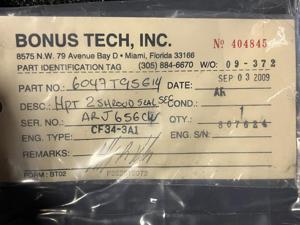 BONUS TECH, INC.
Nº 404845
8575 N.W. 79 Avenue Bay D • Miami, Florida 33166
PART IDENTIFICATION TAG (305) 884-6670 W/O: 09-372
SEP 03 2009
PART NO.: 6047T95G14 DATE:
DESC.: HPT 2 SHROUD SEAL SEG COND.: AR
SER. NO.: ARJ656CW QTY.: 1
ENG. TYPE: CF34-3A1 ENG. S/N: 807624
REMARKS:
FORM: BT02